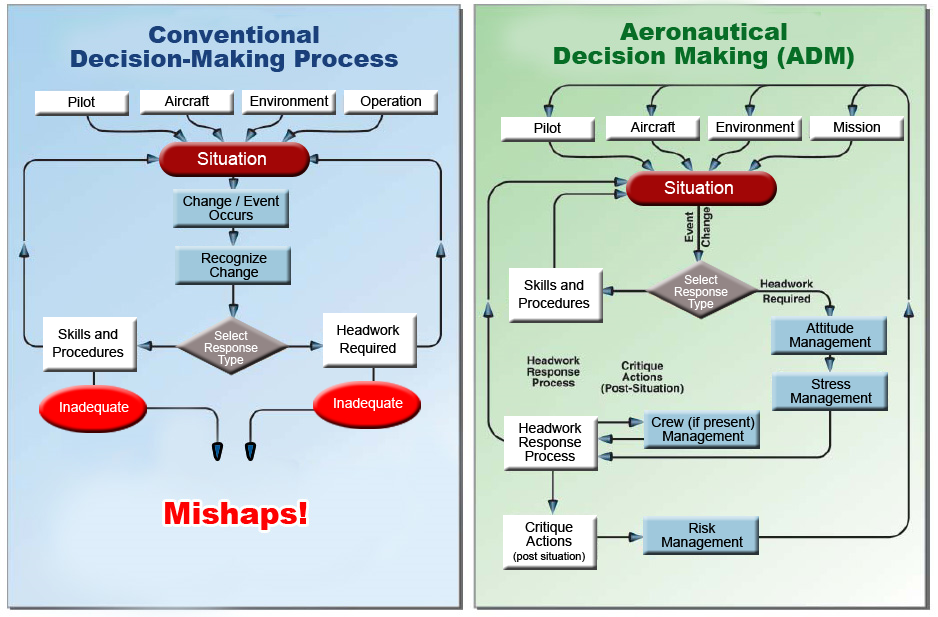 Conventional
Decision-Making Process
Pilot
Aircraft
Environment
Operation
Situation
Change / Event
Occurs
Recognize
Change
Select
Response
Type
Skills and
Procedures
Headwork
Required
Inadequate
Inadequate
Mishaps!
Aeronautical
Decision Making (ADM)
Pilot
Aircraft
Environment
Mission
Situation
Event
Change
Select
Response
Type
Skills and
Procedures
Headwork
Required
Attitude
Management
Stress
Management
Headwork
Response
Process
Critique
Actions
(Post-Situation)
Headwork
Response
Process
Crew (if present)
Management
Critique
Actions
(post situation)
Risk
Management